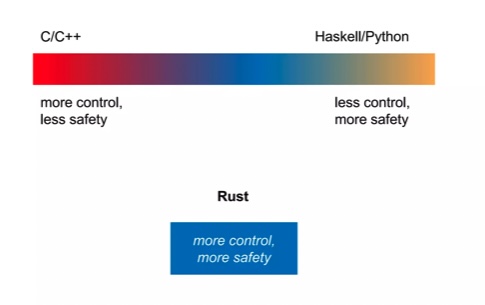 C/C++
Haskell/Python
more control,
less safety
less control,
more safety
Rust
more control,
more safety